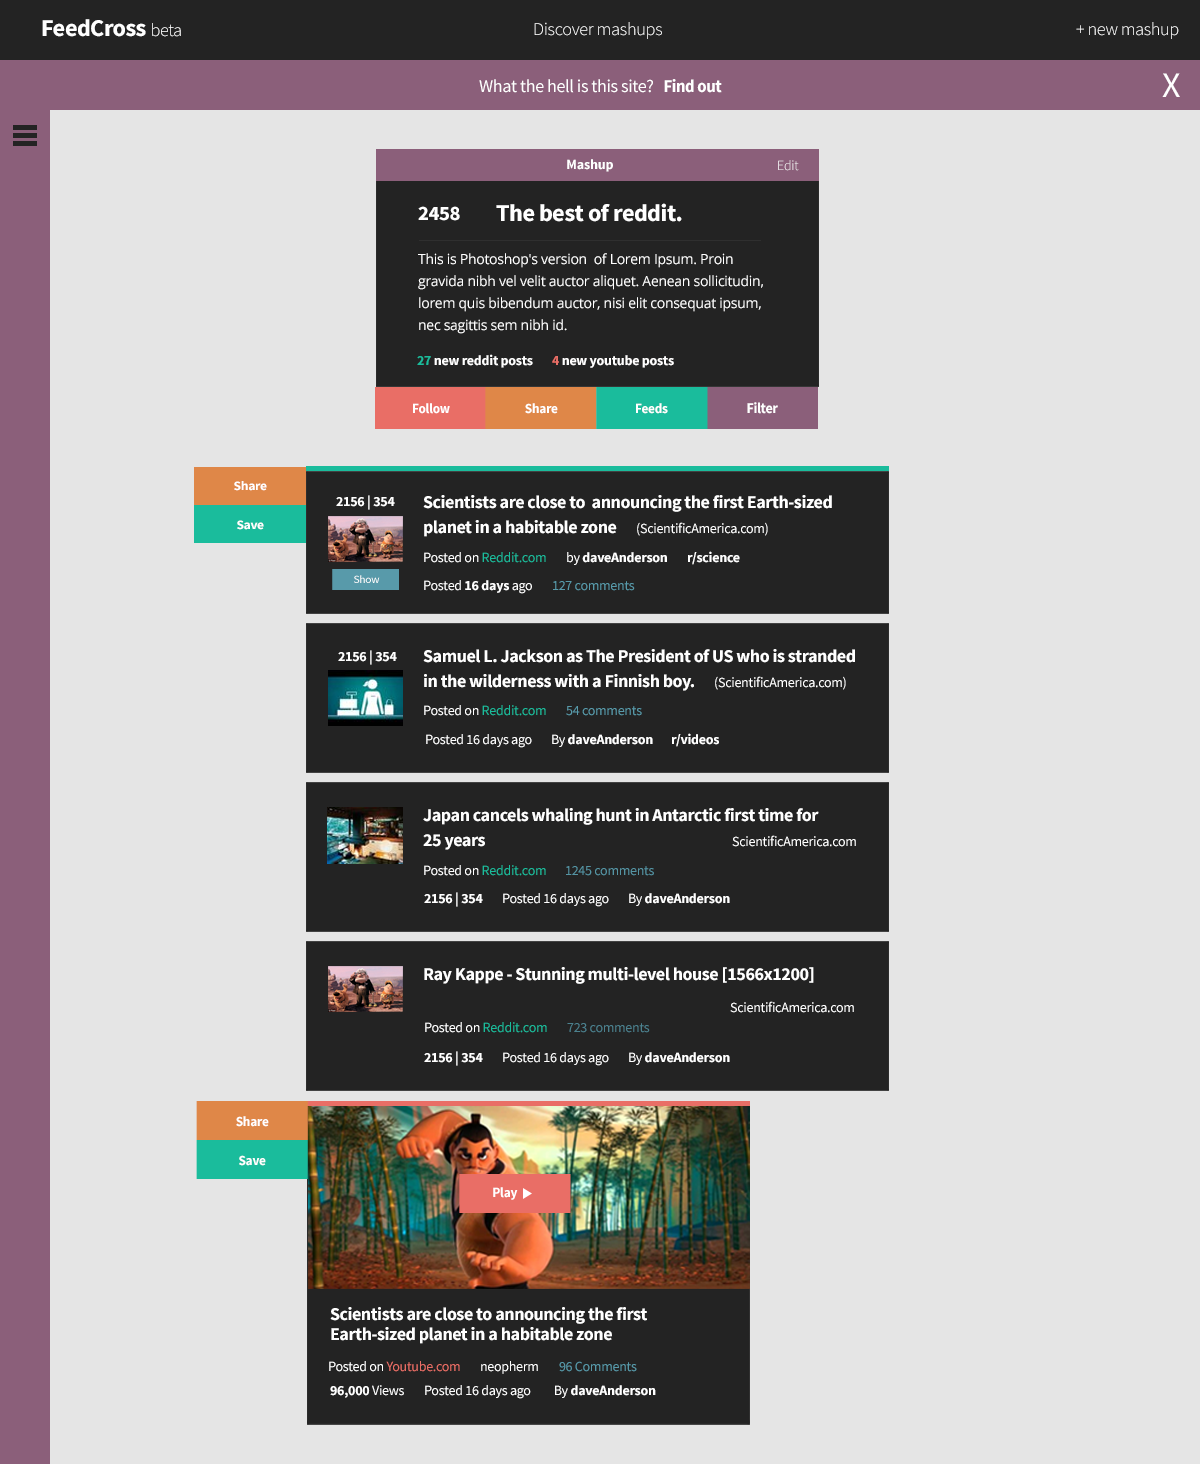 FeedCross beta
Discover mashups
+ new mashup
What the hell is this site? Find out
X
Mashup
Edit
2458
The best of reddit.
This is Photoshop's version of Lorem Ipsum. Proin
gravida nibh vel velit auctor aliquet. Aenean sollicitudin,
lorem quis bibendum auctor, nisi elit consequat ipsum,
nec sagittis sem nibh id.
27 new reddit posts 4 new youtube posts
Follow
Share
Feeds
Filter
Share
Save
2156 | 354
Show
Scientists are close to announcing the first Earth-sized
planet in a habitable zone (ScientificAmerica.com)
Posted on Reddit.com by daveAnderson r/science
Posted 16 days ago 127 comments
2156 | 354
Samuel L. Jackson as The President of US who is stranded
in the wilderness with a Finnish boy. (ScientificAmerica.com)
Posted on Reddit.com 54 comments
Posted 16 days ago By daveAnderson r/videos
Japan cancels whaling hunt in Antarctic first time for
25 years ScientificAmerica.com
Posted on Reddit.com 1245 comments
2156 | 354 Posted 16 days ago By daveAnderson
Ray Kappe - Stunning multi-level house [1566x1200]
ScientificAmerica.com
Posted on Reddit.com 723 comments
2156 | 354 Posted 16 days ago By daveAnderson
Share
Save
Play
Scientists are close to announcing the first
Earth-sized planet in a habitable zone
Posted on Youtube.com neopherm 96 Comments
96,000 Views Posted 16 days ago By daveAnderson